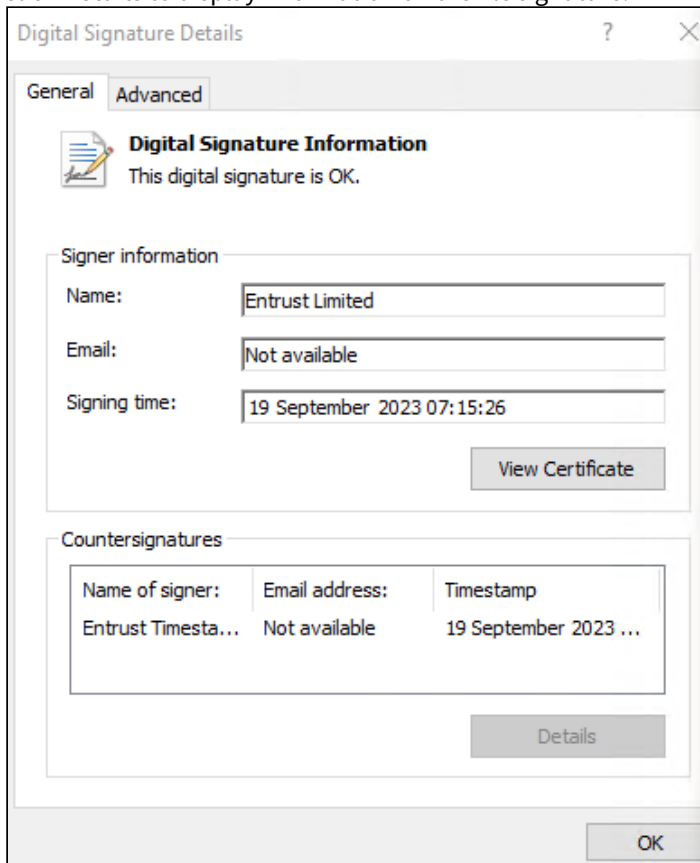 Digital Signature Details ?
General Advanced
Digital Signature Information
This digital signature is OK.
Signer information
Name: Entrust Limited
Email: Not available
Signing time: 19 September 2023 07:15:26
View Certificate
Countersignatures
Name of signer: Email address: Timestamp
Entrust Timesta... Not available 19 September 2023 ...
Details
OK